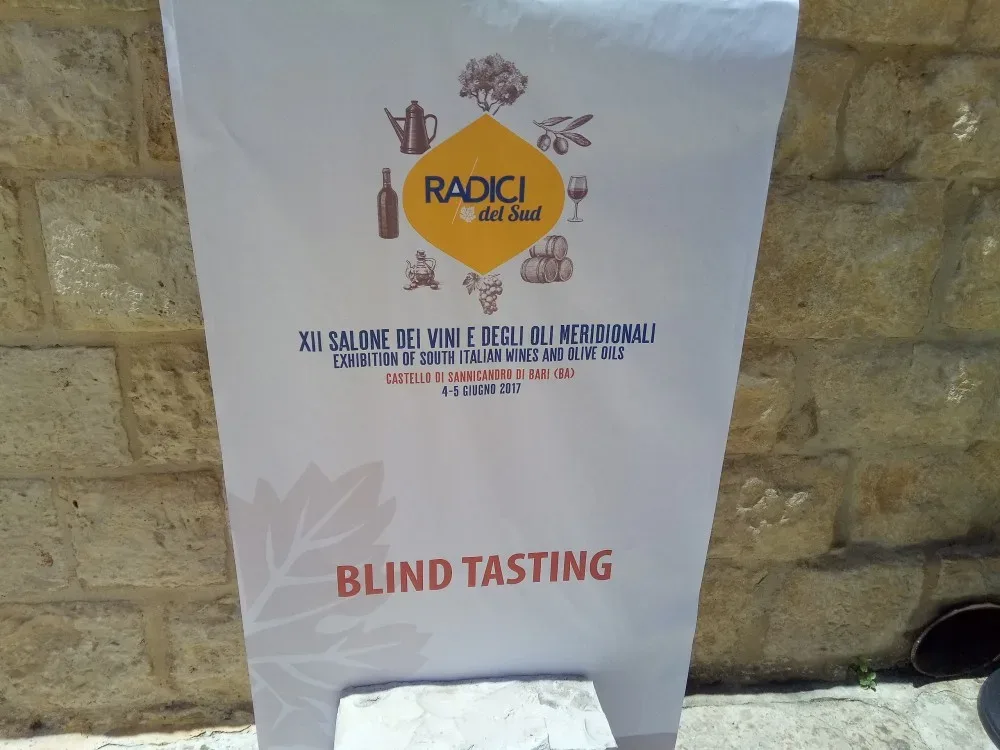 RADICI
del Sud
XII SALONE DEI VINI E DEGLI OLI MERIDIONALI
EXHIBITION OF SOUTH ITALIAN WINES AND OLIVE OILS
CASTELLO DI SANNICANDRO DI BARI (BA)
4-5 GIUGNO 2017
BLIND TASTING